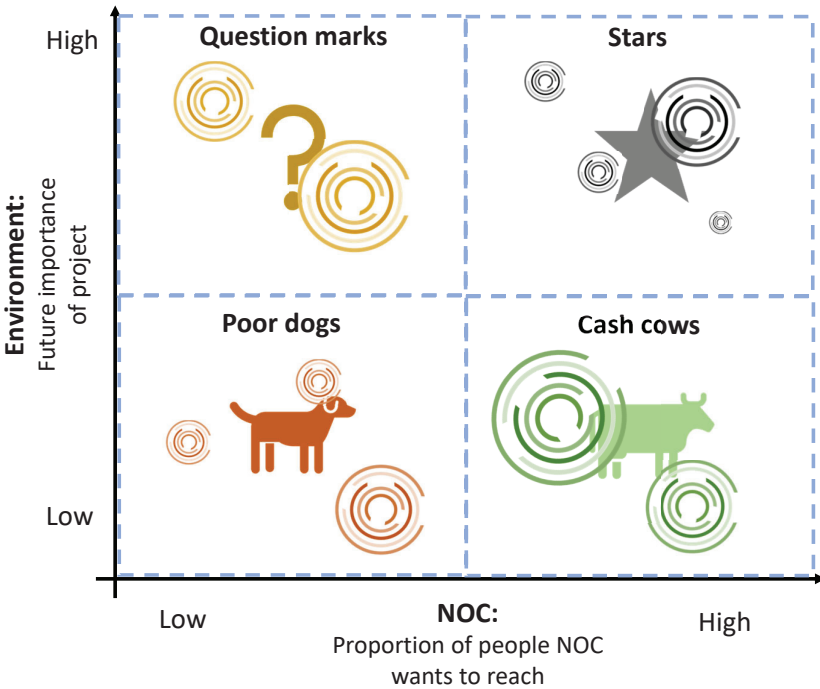 High
Question marks
Stars
Environment:
Future importance
of project
Poor dogs
Cash cows
Low
Low
NOC:
High
Proportion of people NOC
wants to reach